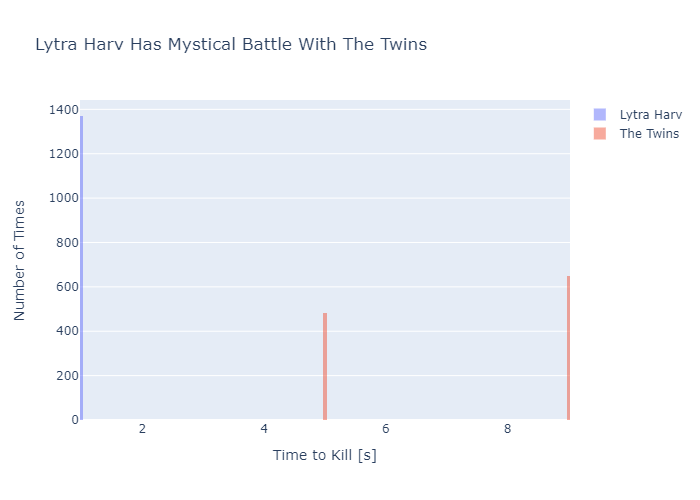 Lytra Harv Has Mystical Battle With The Twins
1400
1200
1000
800
600
400
200
0
Number of Times
2 4 6 8
Time to Kill [s]
Lytra Harv
The Twins